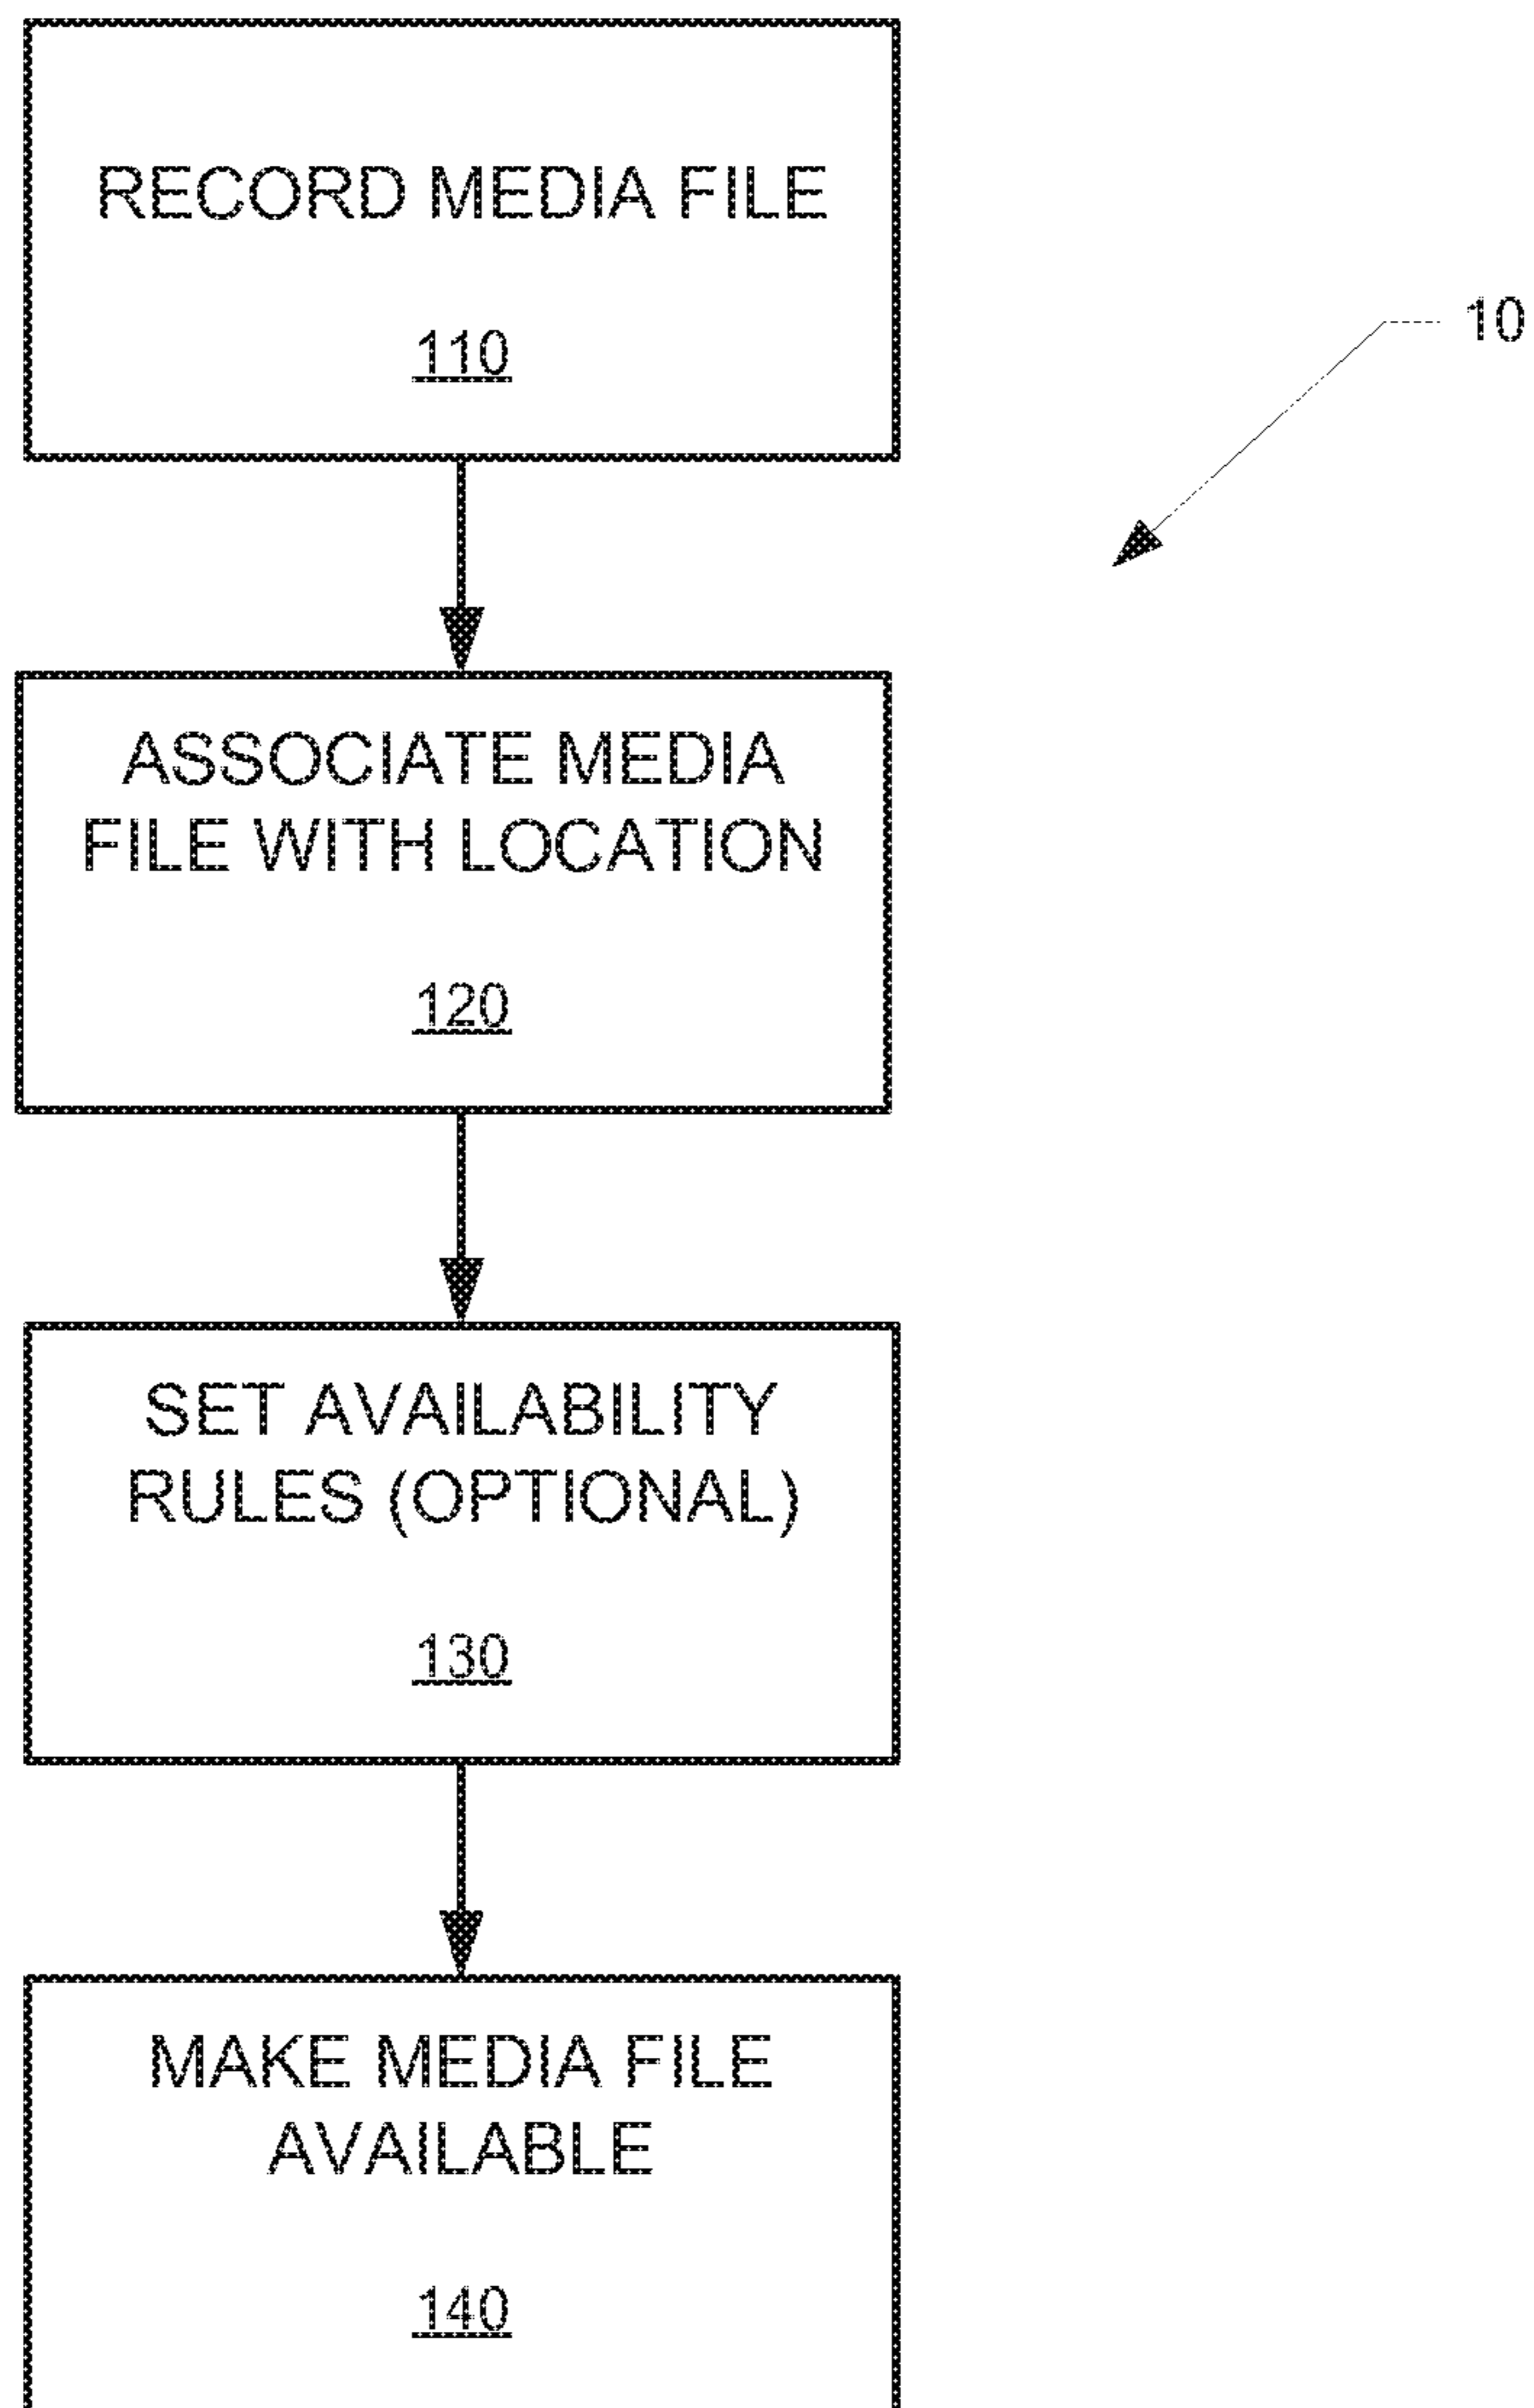 RECORD MEDIA FILE
110
10
ASSOCIATE MEDIA
FILE WITH LOCATION
120
SET AVAILABILITY
RULES (OPTIONAL)
130
MAKE MEDIA FILE
AVAILABLE
140